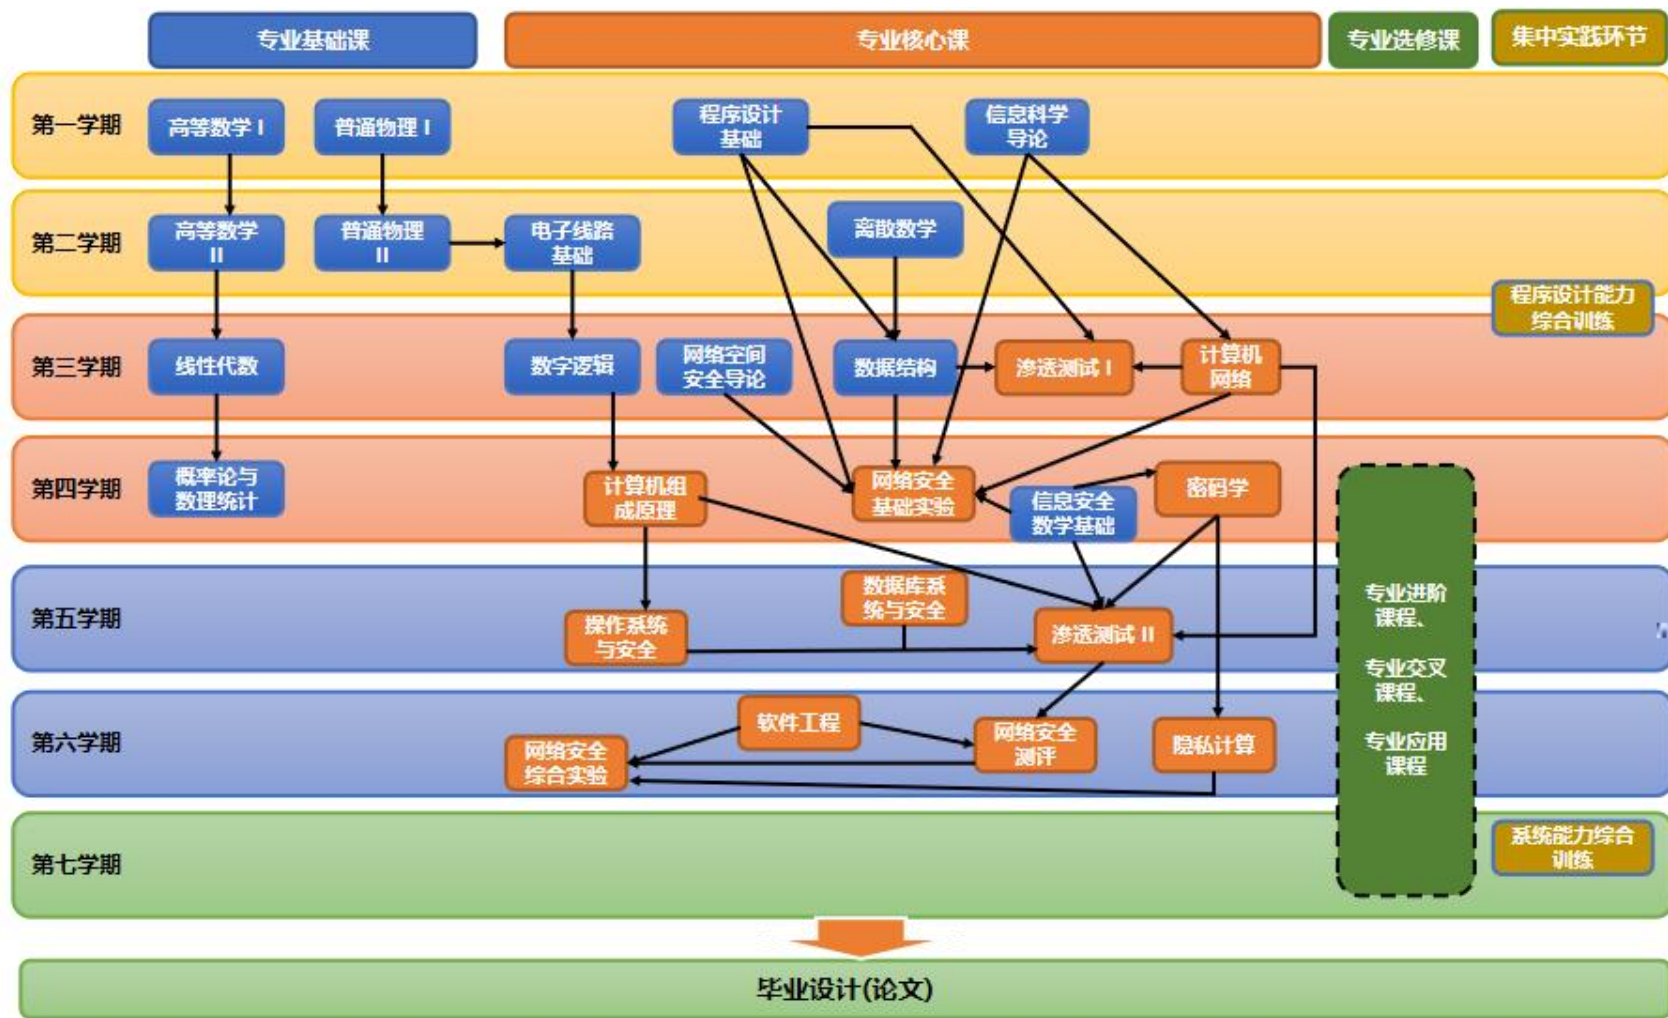 专业基础课
专业核心课
专业选修课
集中实践环节
第一学期
高等数学 I
普通物理 I
程序设计
基础
信息科学
导论
第二学期
高等数学
II
普通物理
II
电子线路
基础
离散数学
程序设计能力
综合训练
第三学期
线性代数
数字逻辑
网络空间
安全导论
数据结构
渗透测试 I
计算机
网络
第四学期
概率论与
数理统计
计算机组
成原理
网络安全
基础实验
信息安全
数学基础
密码学
第五学期
操作系统
与安全
数据库系
统与安全
渗透测试 II
专业进阶
课程、
专业交叉
课程、
专业应用
课程
第六学期
网络安全
综合实验
软件工程
网络安全
测评
隐私计算
第七学期
系统能力综合
训练
毕业设计(论文)